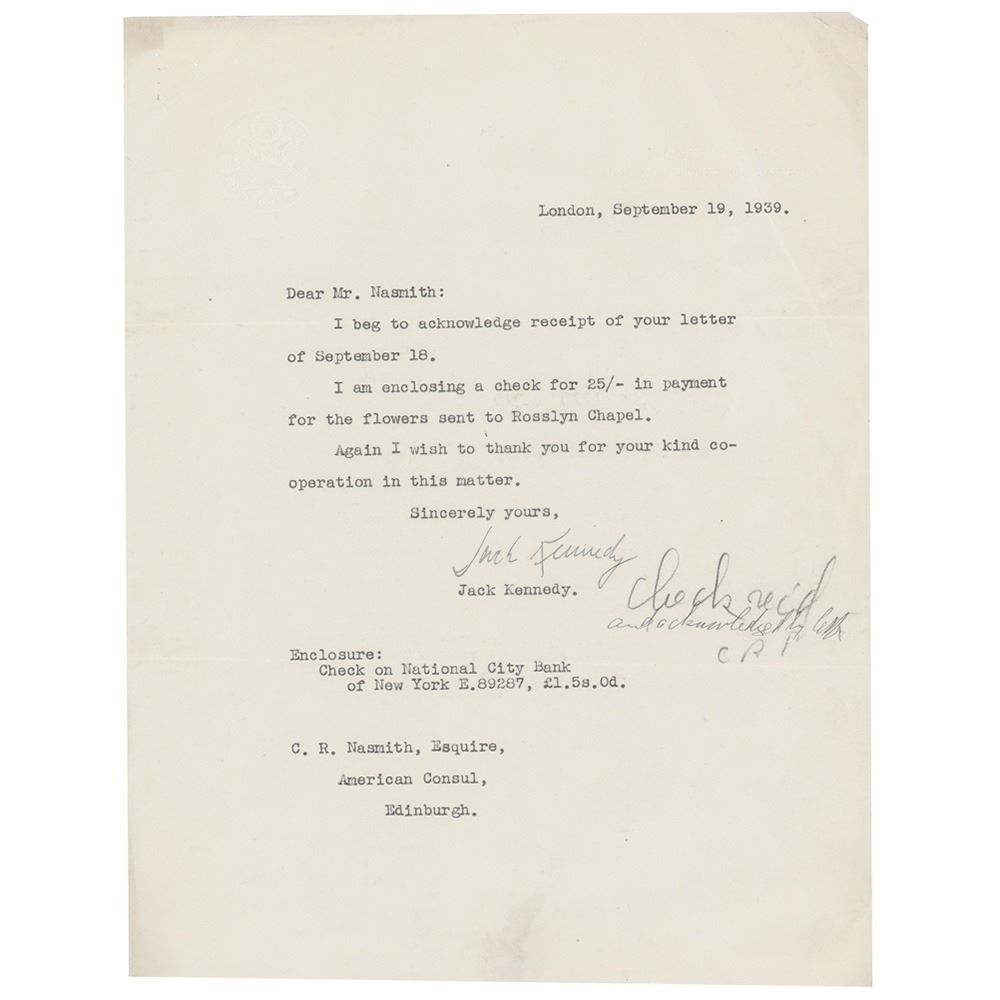 London, September 19, 1939.
Dear Mr. Nasmith:
I beg to acknowledge receipt of your letter
of September 18.
I am enclosing a check for 25/- in payment
for the flowers sent to Rosslyn Chapel.
Again I wish to thank you for your kind co-
operation in this matter.
Sincerely yours,
Jack Kennedy
Jack Kennedy.
Check rec'd
and acknowledged by
Enclosure:
Check on National City Bank
of New York E.89287, £1.5s.0d.
C. R. Nasmith, Esquire,
American Consul,
Edinburgh.